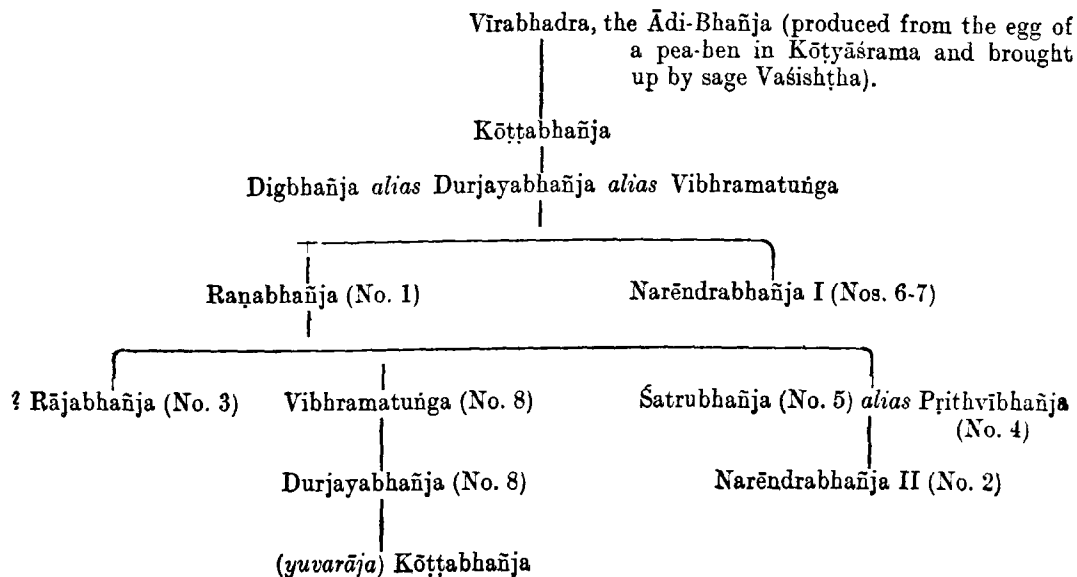 Vīrabhadra, the Ādi-Bhañja (produced from the egg of
a pea-hen in Kōṭyāśrama and brought
up by sage Vaśishṭha).
Kōṭṭabhañja
Digbhañja alias Durjayabhañja alias Vibhramatuṅga
Raṇabhañja (No. 1) Narēndrabhañja I (Nos. 6-7)
? Rājabhañja (No. 3) Vibhramatuṅga (No. 8) Śatrubhañja (No. 5) alias Pṛithvībhañja
(No. 4)
Durjayabhañja (No. 8) Narēndrabhañja II (No. 2)
(yuvarāja) Kōṭṭabhañja